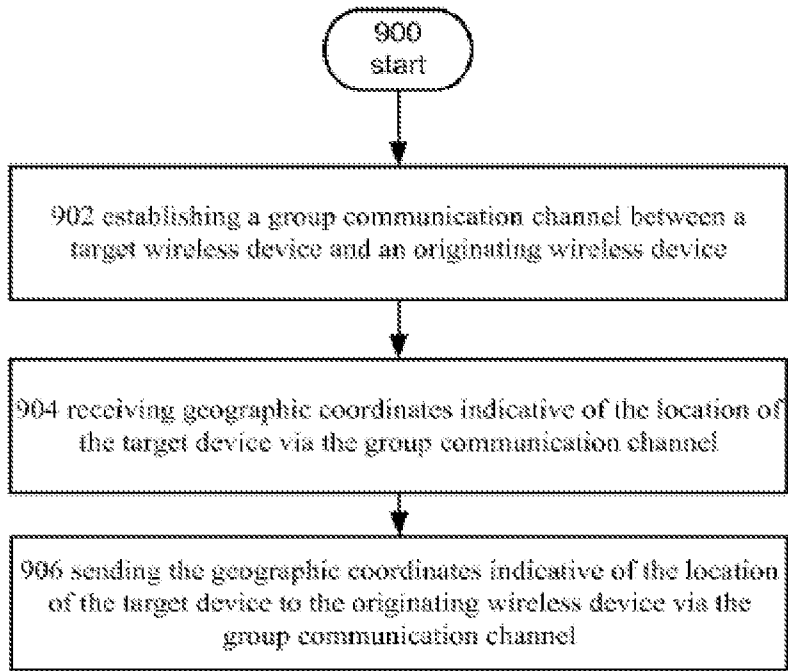 900
start
902 establishing a group communication channel between a
target wireless device and an originating wireless device
904 receiving geographic coordinates indicative of the location of
the target device via the group communication channel
906 sending the geographic coordinates indicative of the location
of the target device to the originating wireless device via the
group communication channel